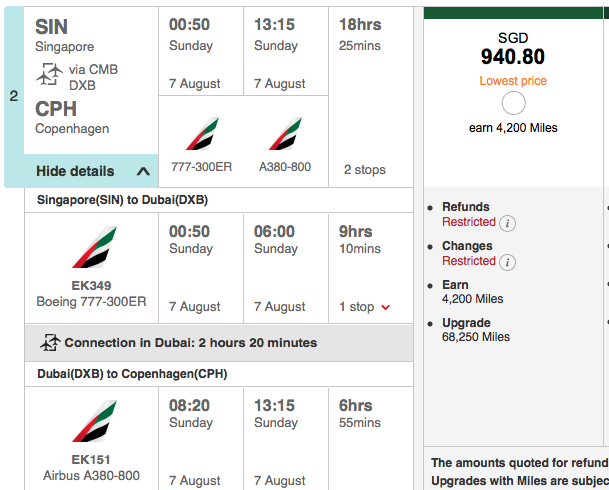 2
SIN
Singapore
via CMB
DXB
CPH
Copenhagen
Hide details
00:50
Sunday
7 August
13:15
Sunday
7 August
18hrs
25mins
777-300ER
A380-800
2 stops
SGD
940.80
Lowest price
earn 4,200 Miles
Singapore(SIN) to Dubai(DXB)
EK349
Boeing 777-300ER
00:50
Sunday
7 August
06:00
Sunday
7 August
9hrs
10mins
1 stop
Connection in Dubai: 2 hours 20 minutes
Dubai(DXB) to Copenhagen(CPH)
EK151
Airbus A380-800
08:20
Sunday
7 August
13:15
Sunday
7 August
6hrs
55mins
• Refunds
Restricted i
• Changes
Restricted i
• Earn
4,200 Miles
• Upgrade
68,250 Miles
The amounts quoted for refund
Upgrades with Miles are subjec